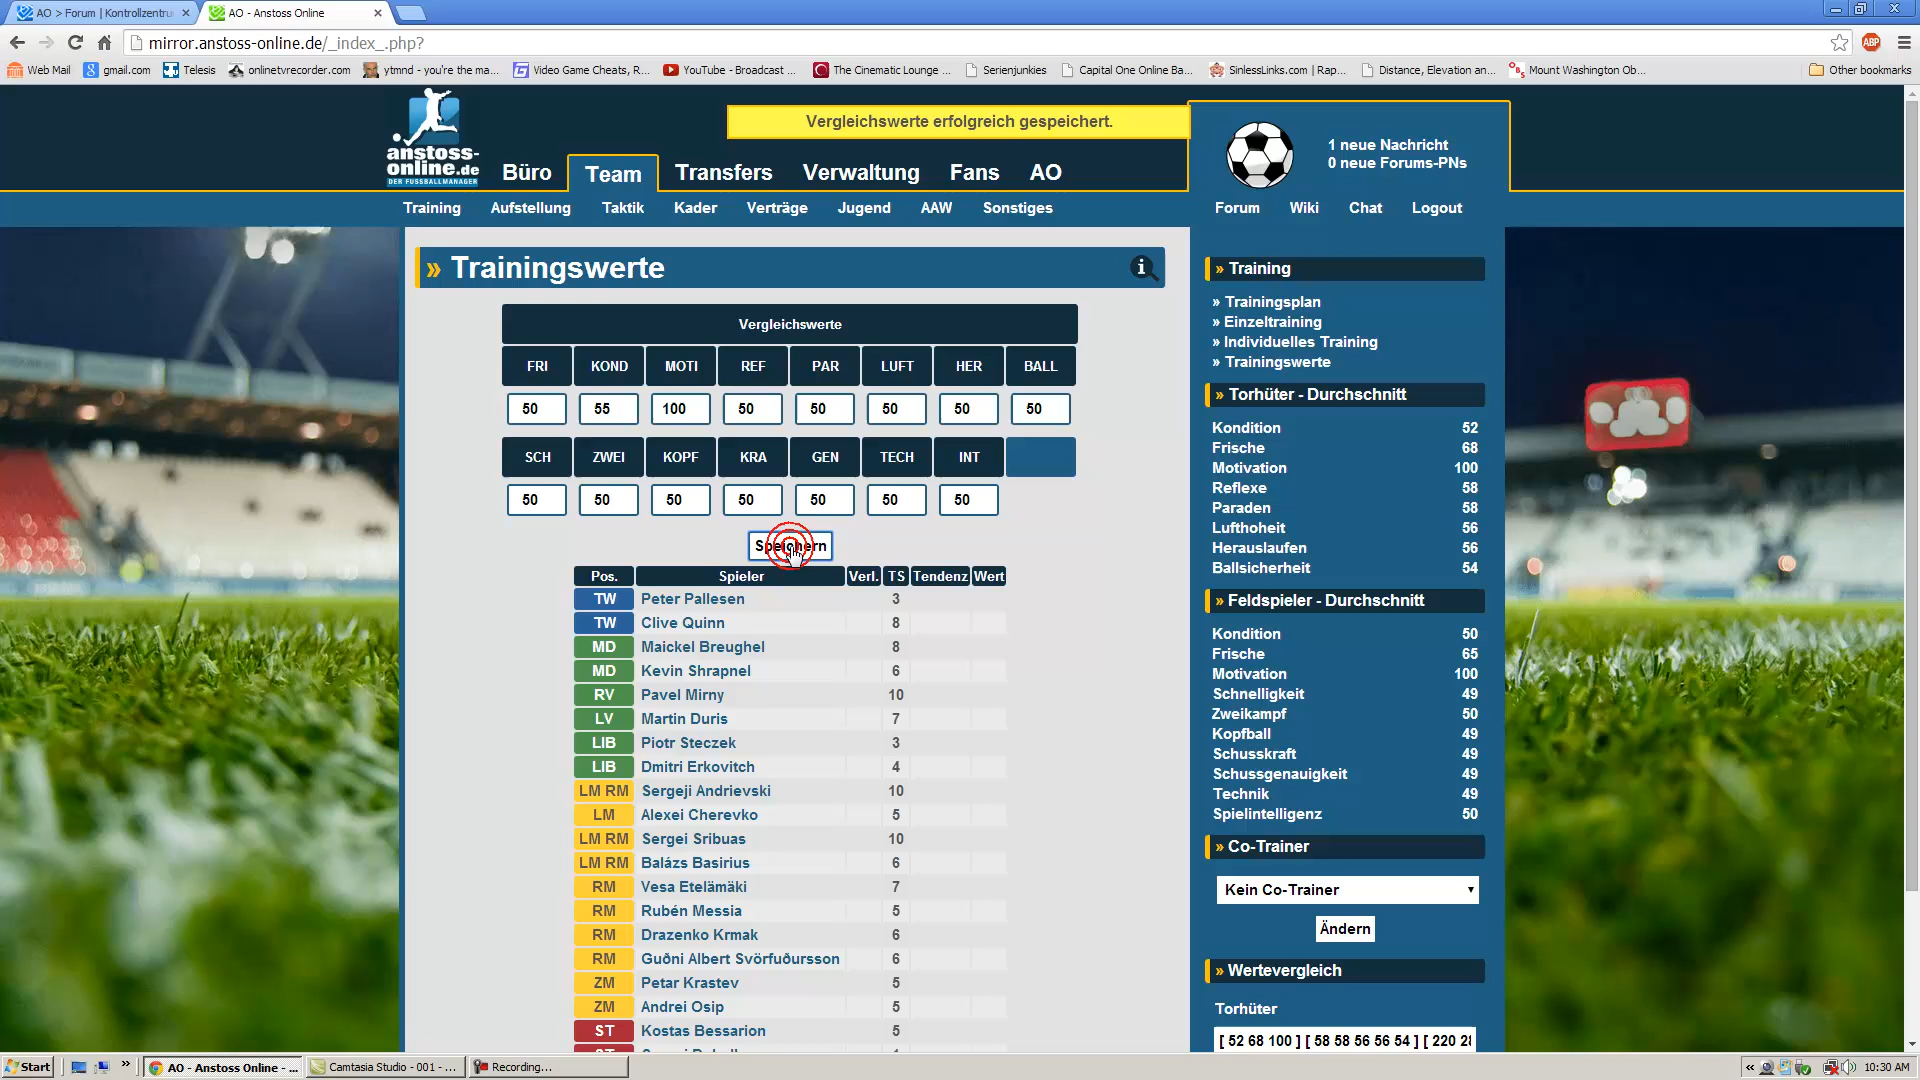 AO > Forum | Kontrollzentru
AO - Anstoss Online
mirror.anstoss-online.de/_index_.php?
Web Mail
gmail.com
Telesis
onlinetvrecorder.com
ytmnd - you're the ma...
Video Game Cheats, R...
YouTube - Broadcast ...
The Cinematic Lounge ...
Serienjunkies
Capital One Online Ba...
SinlessLinks.com | Rap...
Distance, Elevation an...
Mount Washington Ob...
Other bookmarks
ABP
anstoss-
online.de
DER FUSSBALLMANAGER
Vergleichswerte erfolgreich gespeichert.
1 neue Nachricht
0 neue Forums-PNs
Büro Team Transfers Verwaltung Fans AO
Training Aufstellung Taktik Kader Verträge Jugend AAW Sonstiges
Forum Wiki Chat Logout
» Trainingswerte
Vergleichswerte
FRI KOND MOTI REF PAR LUFT HER BALL
50 55 100 50 50 50 50 50
SCH ZWEI KOPF KRA GEN TECH INT
50 50 50 50 50 50 50
Speichern
Pos. Spieler Verl. TS Tendenz Wert
TW Peter Pallesen 3
TW Clive Quinn 8
MD Maickel Breughel 8
MD Kevin Shrapnel 6
RV Pavel Mirny 10
LV Martin Duris 7
LIB Piotr Steczek 3
LIB Dmitri Erkovitch 4
LM RM Sergeji Andrievski 10
LM Alexei Cherevko 5
LM RM Sergei Sribuas 10
LM RM Balázs Basirius 6
RM Vesa Etelämäki 7
RM Rubén Messia 5
RM Drazenko Krmak 6
RM Guðni Albert Svörfuðursson 6
ZM Petar Krastev 5
ZM Andrei Osip 5
ST Kostas Bessarion 5
» Training
» Trainingsplan
» Einzeltraining
» Individuelles Training
» Trainingswerte
» Torhüter - Durchschnitt
Kondition 52
Frische 68
Motivation 100
Reflexe 58
Paraden 58
Lufthoheit 56
Herauslaufen 56
Ballsicherheit 54
» Feldspieler - Durchschnitt
Kondition 50
Frische 65
Motivation 100
Schnelligkeit 49
Zweikampf 50
Kopfball 49
Schusskraft 49
Schussgenauigkeit 49
Technik 49
Spielintelligenz 50
» Co-Trainer
Kein Co-Trainer
Ändern
» Wertevergleich
Torhüter
[ 52 68 100 ] [ 58 58 56 56 54 ] [ 220 28
Start
»
AO - Anstoss Online - ...
Camtasia Studio - 001 - ...
Recording...
«
10:30 AM